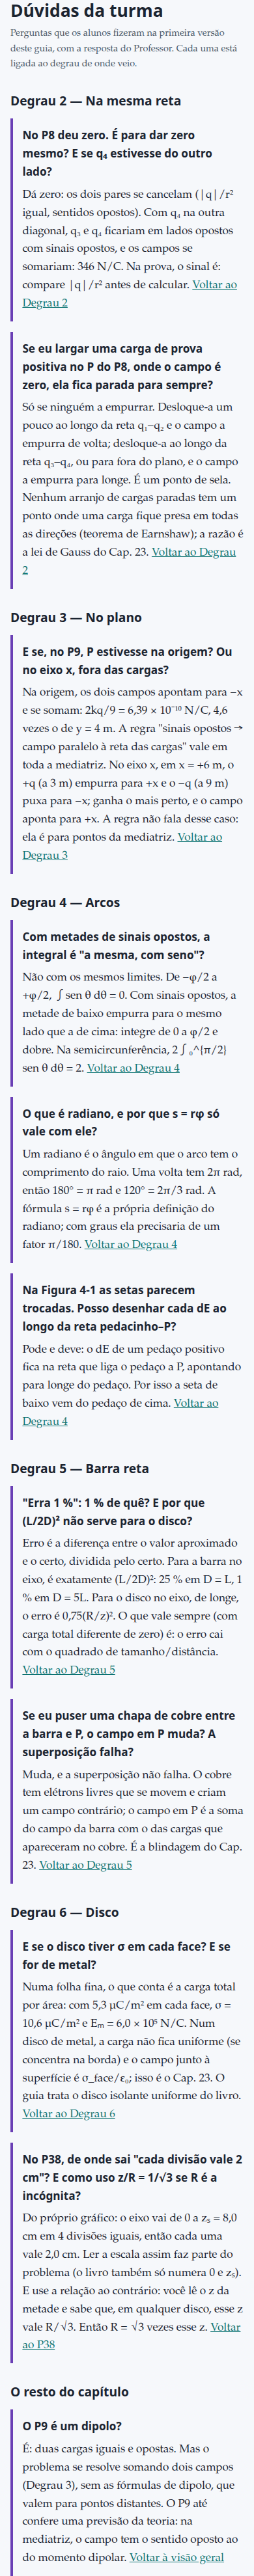 Dúvidas da turma
Perguntas que os alunos fizeram na primeira versão
deste guia, com a resposta do Professor. Cada uma está
ligada ao degrau de onde veio.
Degrau 2 — Na mesma reta
No P8 deu zero. É para dar zero
mesmo? E se q₄ estivesse do outro
lado?
Dá zero: os dois pares se cancelam (|q|/r²
igual, sentidos opostos). Com q₄ na outra
diagonal, q₃ e q₄ ficariam em lados opostos
com sinais opostos, e os campos se
somariam: 346 N/C. Na prova, o sinal é:
compare |q|/r² antes de calcular. Voltar ao
Degrau 2
Se eu largar uma carga de prova
positiva no P do P8, onde o campo é
zero, ela fica parada para sempre?
Só se ninguém a empurrar. Desloque-a um
pouco ao longo da reta q₁–q₂ e o campo a
empurra de volta; desloque-a ao longo da
reta q₃–q₄, ou para fora do plano, e o campo
a empurra para longe. É um ponto de sela.
Nenhum arranjo de cargas paradas tem um
ponto onde uma carga fique presa em todas
as direções (teorema de Earnshaw); a razão é
a lei de Gauss do Cap. 23. Voltar ao Degrau
2
Degrau 3 — No plano
E se, no P9, P estivesse na origem? Ou
no eixo x, fora das cargas?
Na origem, os dois campos apontam para −x
e se somam: 2kq/9 = 6,39 × 10⁻¹⁰ N/C, 4,6
vezes o de y = 4 m. A regra "sinais opostos →
campo paralelo à reta das cargas" vale em
toda a mediatriz. No eixo x, em x = +6 m, o
+q (a 3 m) empurra para +x e o −q (a 9 m)
puxa para −x; ganha o mais perto, e o campo
aponta para +x. A regra não fala desse caso:
ela é para pontos da mediatriz. Voltar ao
Degrau 3
Degrau 4 — Arcos
Com metades de sinais opostos, a
integral é "a mesma, com seno"?
Não com os mesmos limites. De −φ/2 a
+φ/2, ∫ sen θ dθ = 0. Com sinais opostos, a
metade de baixo empurra para o mesmo
lado que a de cima: integre de 0 a φ/2 e
dobre. Na semicircunferência, 2 ∫ ₀^{π/2}
sen θ dθ = 2. Voltar ao Degrau 4
O que é radiano, e por que s = rφ só
vale com ele?
Um radiano é o ângulo em que o arco tem o
comprimento do raio. Uma volta tem 2π rad,
então 180° = π rad e 120° = 2π/3 rad. A
fórmula s = rφ é a própria definição do
radiano; com graus ela precisaria de um
fator π/180. Voltar ao Degrau 4
Na Figura 4-1 as setas parecem
trocadas. Posso desenhar cada dE ao
longo da reta pedacinho–P?
Pode e deve: o dE de um pedaço positivo
fica na reta que liga o pedaço a P, apontando
para longe do pedaço. Por isso a seta de
baixo vem do pedaço de cima. Voltar ao
Degrau 4
Degrau 5 — Barra reta
"Erra 1 %": 1 % de quê? E por que
(L/2D)² não serve para o disco?
Erro é a diferença entre o valor aproximado
e o certo, dividida pelo certo. Para a barra no
eixo, é exatamente (L/2D)²: 25 % em D = L, 1
% em D = 5L. Para o disco no eixo, de longe,
o erro é 0,75(R/z)². O que vale sempre (com
carga total diferente de zero) é: o erro cai
com o quadrado de tamanho/distância.
Voltar ao Degrau 5
Se eu puser uma chapa de cobre entre
a barra e P, o campo em P muda? A
superposição falha?
Muda, e a superposição não falha. O cobre
tem elétrons livres que se movem e criam
um campo contrário; o campo em P é a soma
do campo da barra com o das cargas que
apareceram no cobre. É a blindagem do Cap.
23. Voltar ao Degrau 5
Degrau 6 — Disco
E se o disco tiver σ em cada face? E se
for de metal?
Numa folha fina, o que conta é a carga total
por área: com 5,3 μC/m² em cada face, σ =
10,6 μC/m² e Eₘ = 6,0 × 10⁵ N/C. Num
disco de metal, a carga não fica uniforme (se
concentra na borda) e o campo junto à
superfície é σ_face/ε₀; isso é o Cap. 23. O
guia trata o disco isolante uniforme do livro.
Voltar ao Degrau 6
No P38, de onde sai "cada divisão vale 2
cm"? E como uso z/R = 1/√3 se R é a
incógnita?
Do próprio gráfico: o eixo vai de 0 a zₛ = 8,0
cm em 4 divisões iguais, então cada uma
vale 2,0 cm. Ler a escala assim faz parte do
problema (o livro também só numera 0 e zₛ).
E use a relação ao contrário: você lê o z da
metade e sabe que, em qualquer disco, esse z
vale R/√3. Então R = √3 vezes esse z. Voltar
ao P38
O resto do capítulo
O P9 é um dipolo?
É: duas cargas iguais e opostas. Mas o
problema se resolve somando dois campos
(Degrau 3), sem as fórmulas de dipolo, que
valem para pontos distantes. O P9 até
confere uma previsão da teoria: na
mediatriz, o campo tem o sentido oposto ao
do momento dipolar. Voltar à visão geral